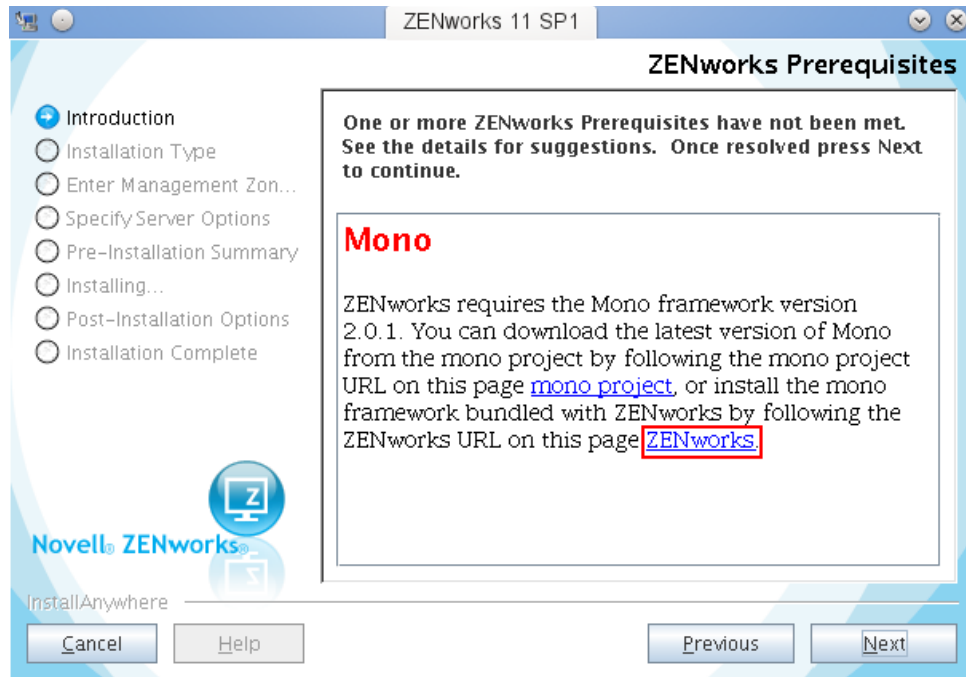 ZENworks 11 SP1
ZENworks Prerequisites
Introduction
Installation Type
Enter Management Zon...
Specify Server Options
Pre-Installation Summary
Installing...
Post-Installation Options
Installation Complete
One or more ZENworks Prerequisites have not been met.
See the details for suggestions. Once resolved press Next
to continue.
Mono
ZENworks requires the Mono framework version
2.0.1. You can download the latest version of Mono
from the mono project by following the mono project
URL on this page mono project, or install the mono
framework bundled with ZENworks by following the
ZENworks URL on this page ZENworks.
Z
Novell® ZENworks®
InstallAnywhere
Cancel
Help
Previous
Next